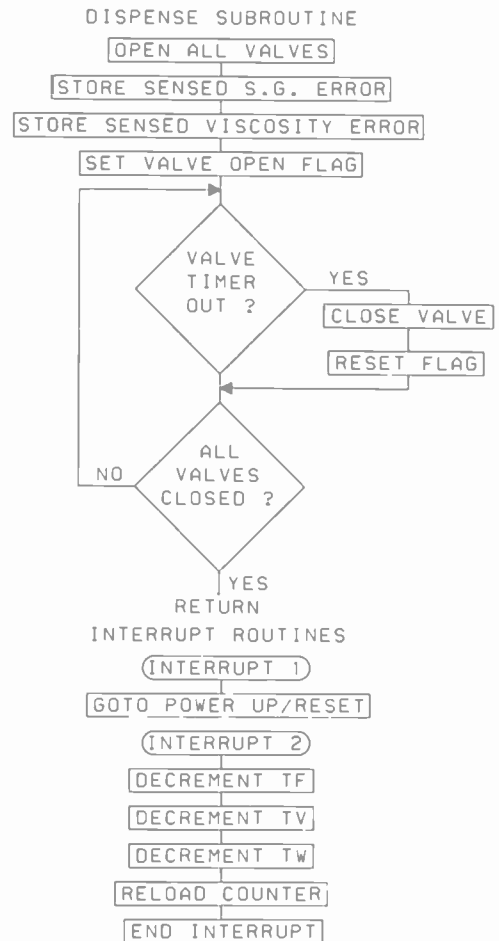 DISPENSE SUBROUTINE
OPEN ALL VALVES
STORE SENSED S.G. ERROR
STORE SENSED VISCOSITY ERROR
SET VALVE OPEN FLAG
VALVE
TIMER
OUT ?
YES
CLOSE VALVE
RESET FLAG
ALL
VALVES
CLOSED ?
NO
YES
RETURN
INTERRUPT ROUTINES
INTERRUPT 1
GOTO POWER UP/RESET
INTERRUPT 2
DECREMENT TF
DECREMENT TV
DECREMENT TW
RELOAD COUNTER
END INTERRUPT